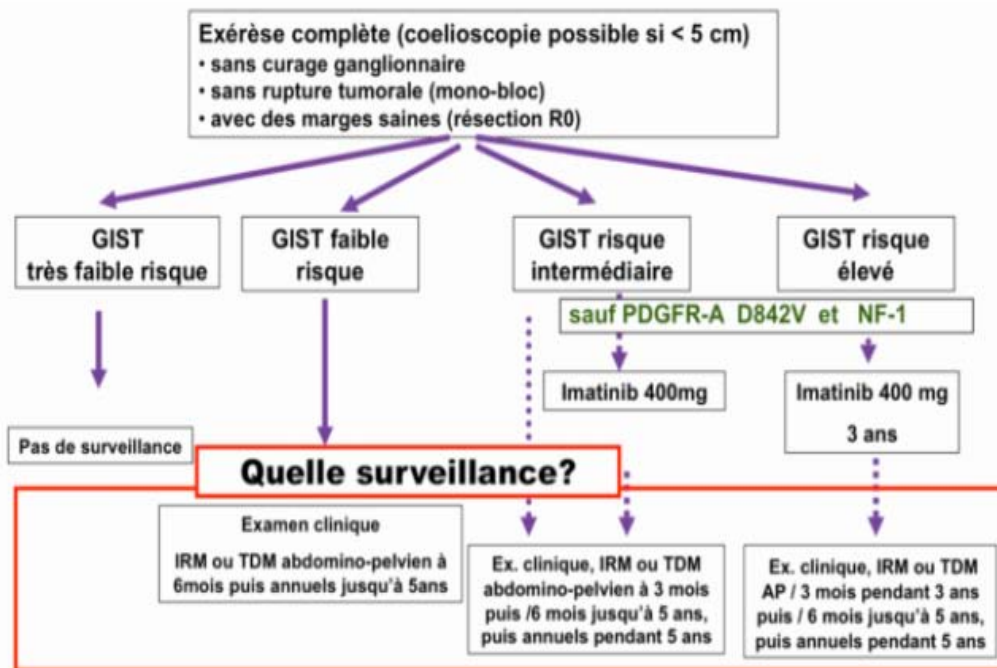 Exérèse complète (coelioscopie possible si < 5 cm)
• sans curage ganglionnaire
• sans rupture tumorale (mono-bloc)
• avec des marges saines (résection R0)
GIST
très faible risque
GIST faible
risque
GIST risque
intermédiaire
GIST risque
élevé
sauf PDGFR-A D842V et NF-1
Imatinib 400mg
Imatinib 400 mg
3 ans
Pas de surveillance
Quelle surveillance?
Examen clinique
IRM ou TDM abdomino-pelvien à
6mois puis annuels jusqu'à 5ans
Ex. clinique, IRM ou TDM
abdomino-pelvien à 3 mois
puis /6 mois jusqu'à 5 ans,
puis annuels pendant 5 ans
Ex. clinique, IRM ou TDM
AP / 3 mois pendant 3 ans
puis / 6 mois jusqu'à 5 ans,
puis annuels pendant 5 ans